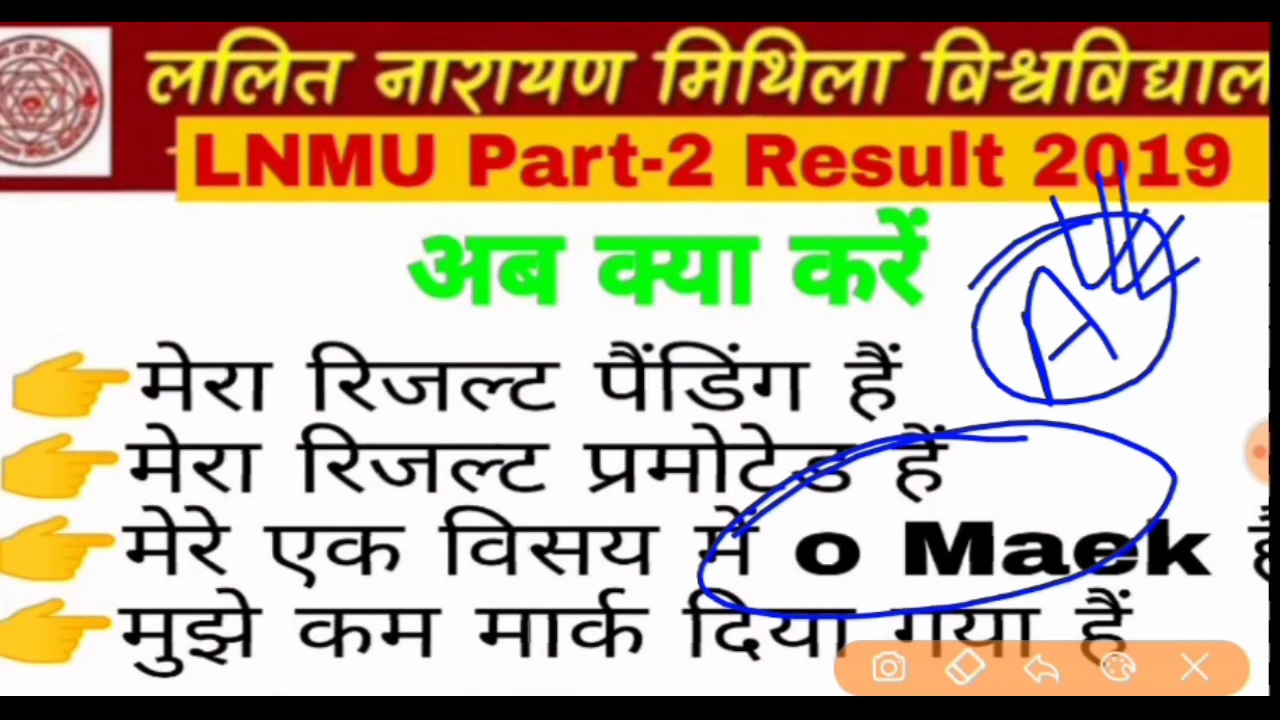 ललित नारायण मिथिला विश्वविद्याल
LNMU Part-2 Result 2019
अब क्या करें
A
👉मेरा रिजल्ट पैंडिंग हैं
👉मेरा रिजल्ट प्रमोटेड हैं
👉मेरे एक विसय में o Maek है
👉मुझे कम मार्क दिया गया हैं